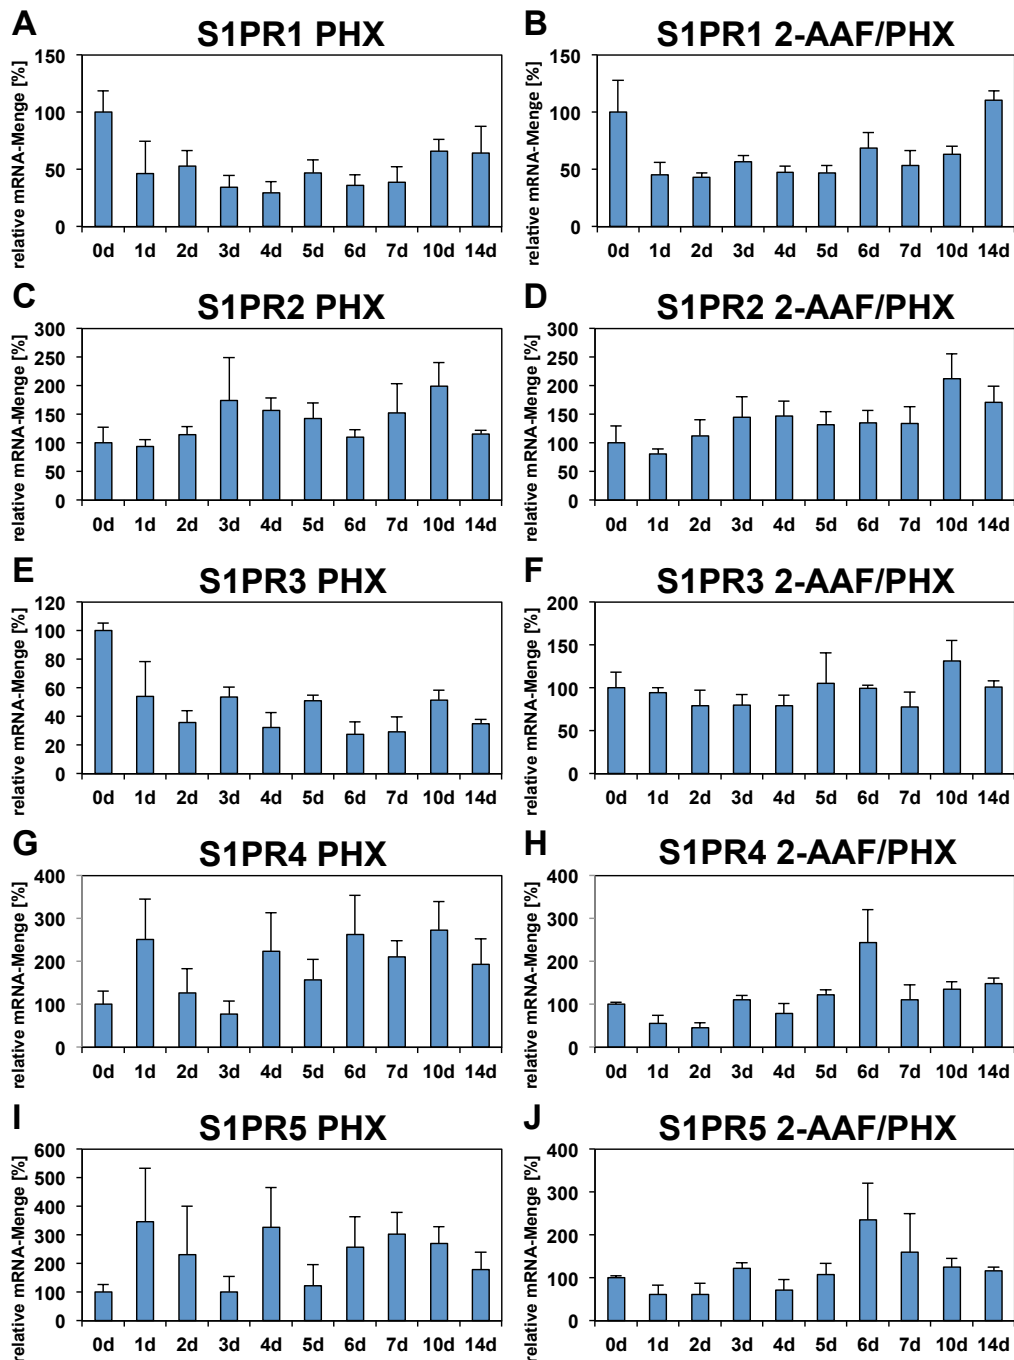 A
S1PR1 PHX
relative mRNA-Menge [%]
150
100
50
0
0d 1d 2d 3d 4d 5d 6d 7d 10d 14d
B
S1PR1 2-AAF/PHX
relative mRNA-Menge [%]
150
100
50
0
0d 1d 2d 3d 4d 5d 6d 7d 10d 14d
C
S1PR2 PHX
relative mRNA-Menge [%]
300
250
200
150
100
50
0
0d 1d 2d 3d 4d 5d 6d 7d 10d 14d
D
S1PR2 2-AAF/PHX
relative mRNA-Menge [%]
300
250
200
150
100
50
0
0d 1d 2d 3d 4d 5d 6d 7d 10d 14d
E
S1PR3 PHX
relative mRNA-Menge [%]
120
100
80
60
40
20
0
0d 1d 2d 3d 4d 5d 6d 7d 10d 14d
F
S1PR3 2-AAF/PHX
relative mRNA-Menge [%]
200
150
100
50
0
0d 1d 2d 3d 4d 5d 6d 7d 10d 14d
G
S1PR4 PHX
relative mRNA-Menge [%]
400
300
200
100
0
0d 1d 2d 3d 4d 5d 6d 7d 10d 14d
H
S1PR4 2-AAF/PHX
relative mRNA-Menge [%]
400
300
200
100
0
0d 1d 2d 3d 4d 5d 6d 7d 10d 14d
I
S1PR5 PHX
relative mRNA-Menge [%]
600
500
400
300
200
100
0
0d 1d 2d 3d 4d 5d 6d 7d 10d 14d
J
S1PR5 2-AAF/PHX
relative mRNA-Menge [%]
400
300
200
100
0
0d 1d 2d 3d 4d 5d 6d 7d 10d 14d